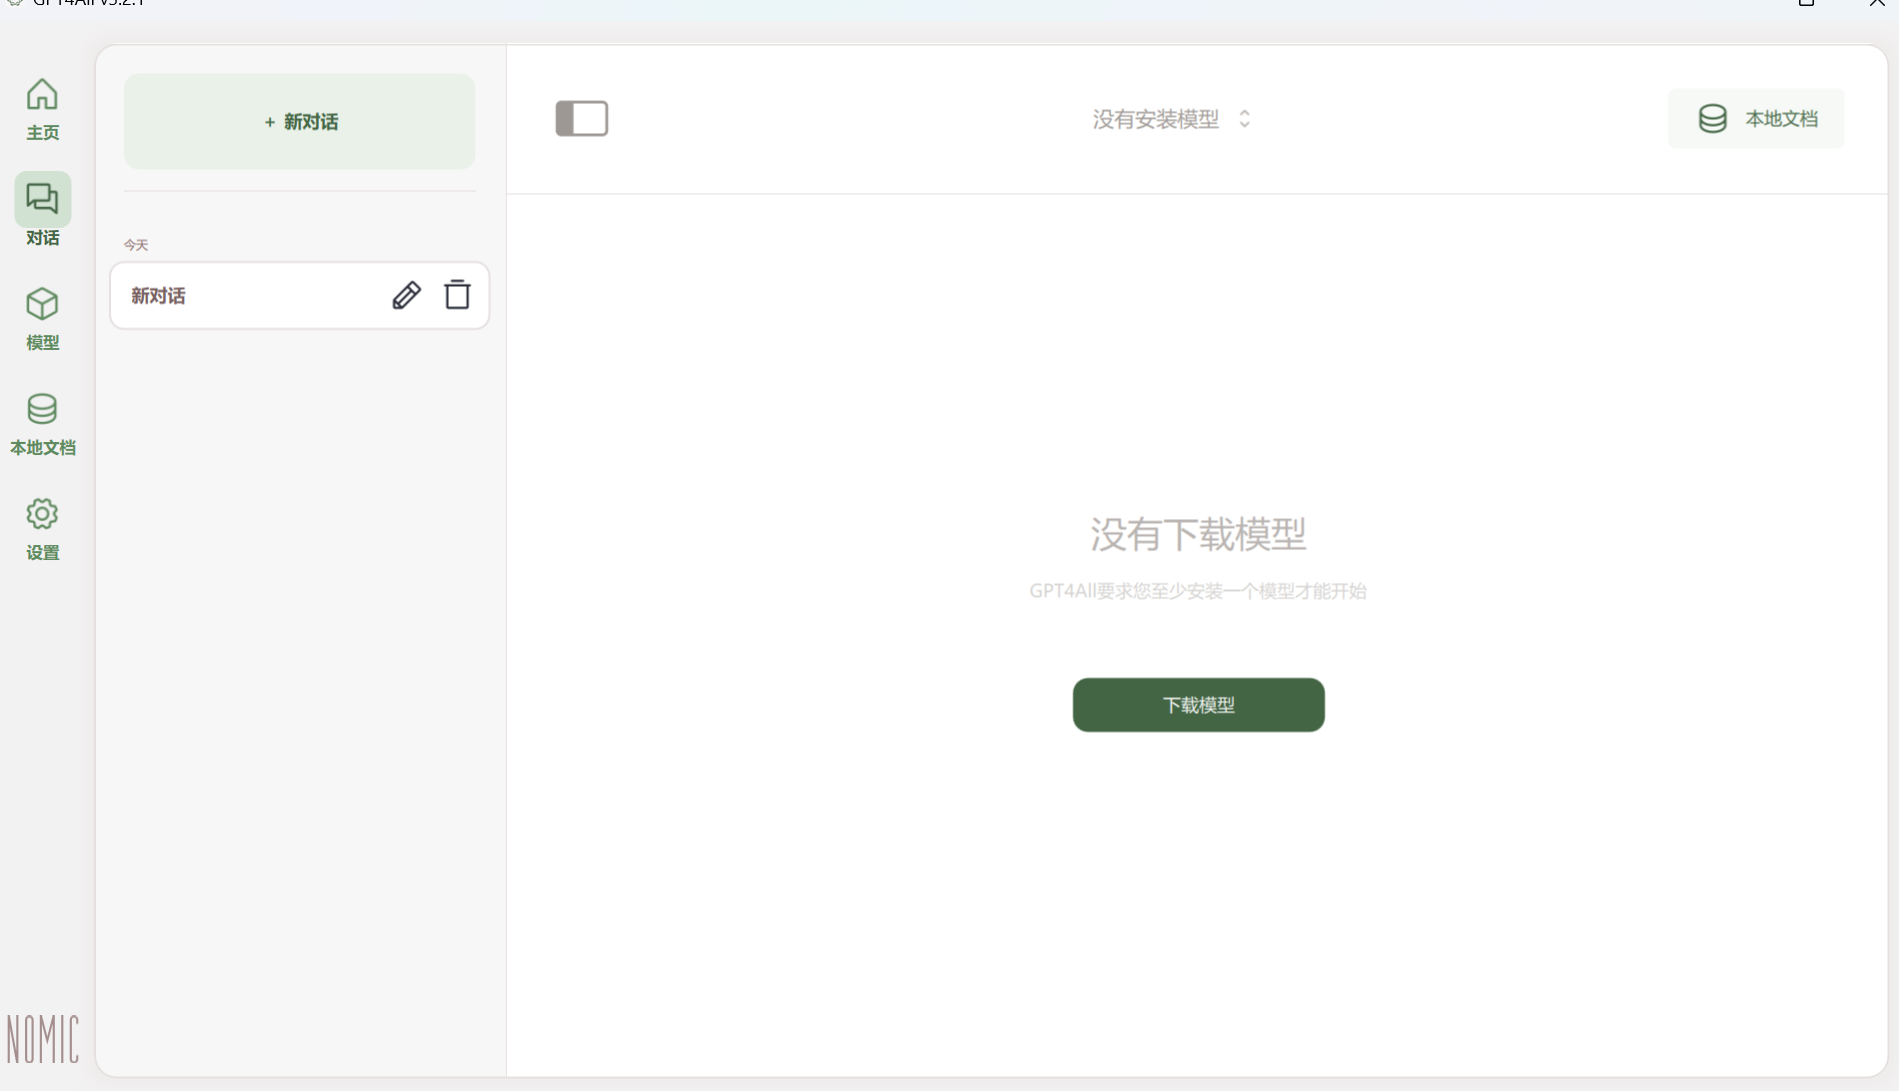 GPT4All v3.2.1
主页
对话
模型
本地文档
设置
NOMIC
+ 新对话
今天
新对话
没有安装模型
本地文档
没有下载模型
GPT4All要求您至少安装一个模型才能开始
下载模型